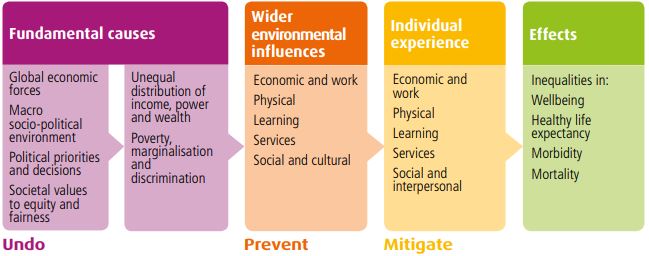 Fundamental causes
Global economic
forces
Macro
socio-political
environment
Political priorities
and decisions
Societal values
to equity and
fairness
Unequal
distribution of
income, power
and wealth
Poverty,
marginalisation
and
discrimination
Undo
Wider
environmental
influences
Economic and work
Physical
Learning
Services
Social and cultural
Prevent
Individual
experience
Economic and
work
Physical
Learning
Services
Social and
interpersonal
Mitigate
Effects
Inequalities in:
Wellbeing
Healthy life
expectancy
Morbidity
Mortality